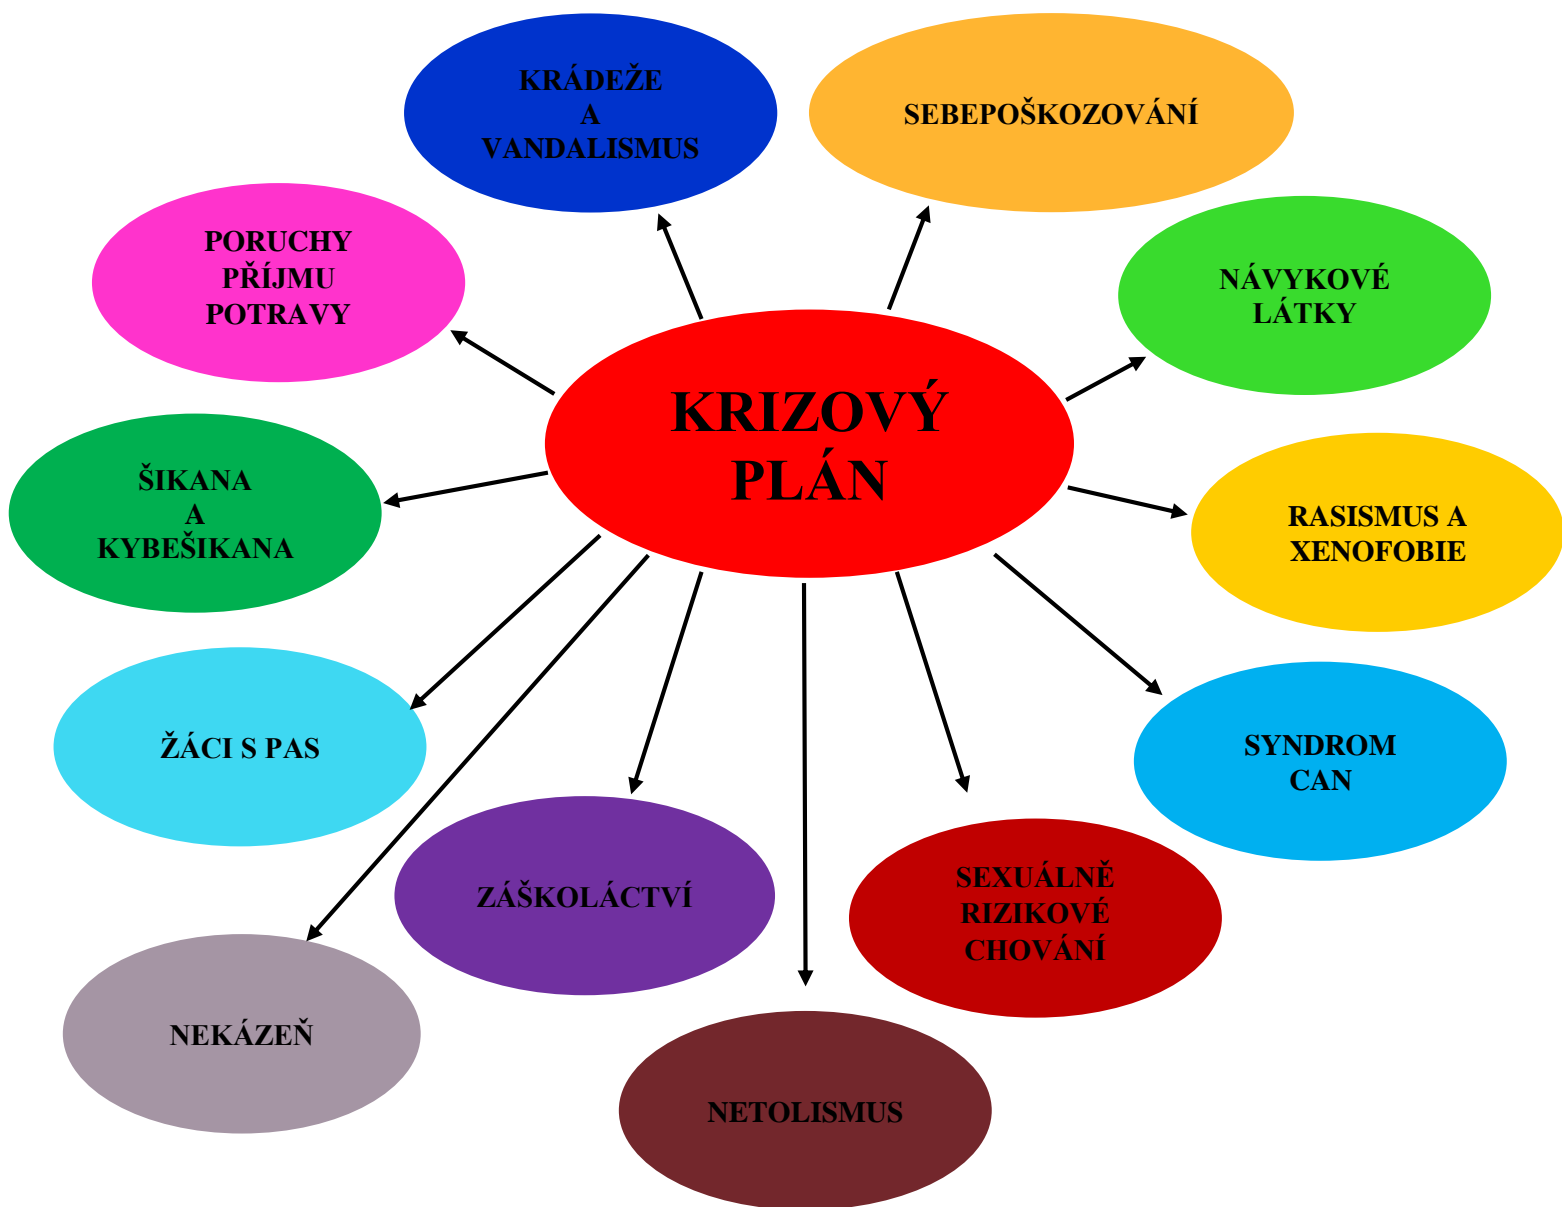 KRÁDEŽE
A
VANDALISMUS
SEBEPOŠKOZOVÁNÍ
PORUCHY
PŘÍJMU
POTRAVY
NÁVYKOVÉ
LÁTKY
KRIZOVÝ
PLÁN
ŠIKANA
A
KYBEŠIKANA
RASISMUS A
XENOFOBIE
ŽÁCI S PAS
SYNDROM
CAN
ZÁŠKOLÁCTVÍ
SEXUÁLNĚ
RIZIKOVÉ
CHOVÁNÍ
NEKÁZEŇ
NETOLISMUS